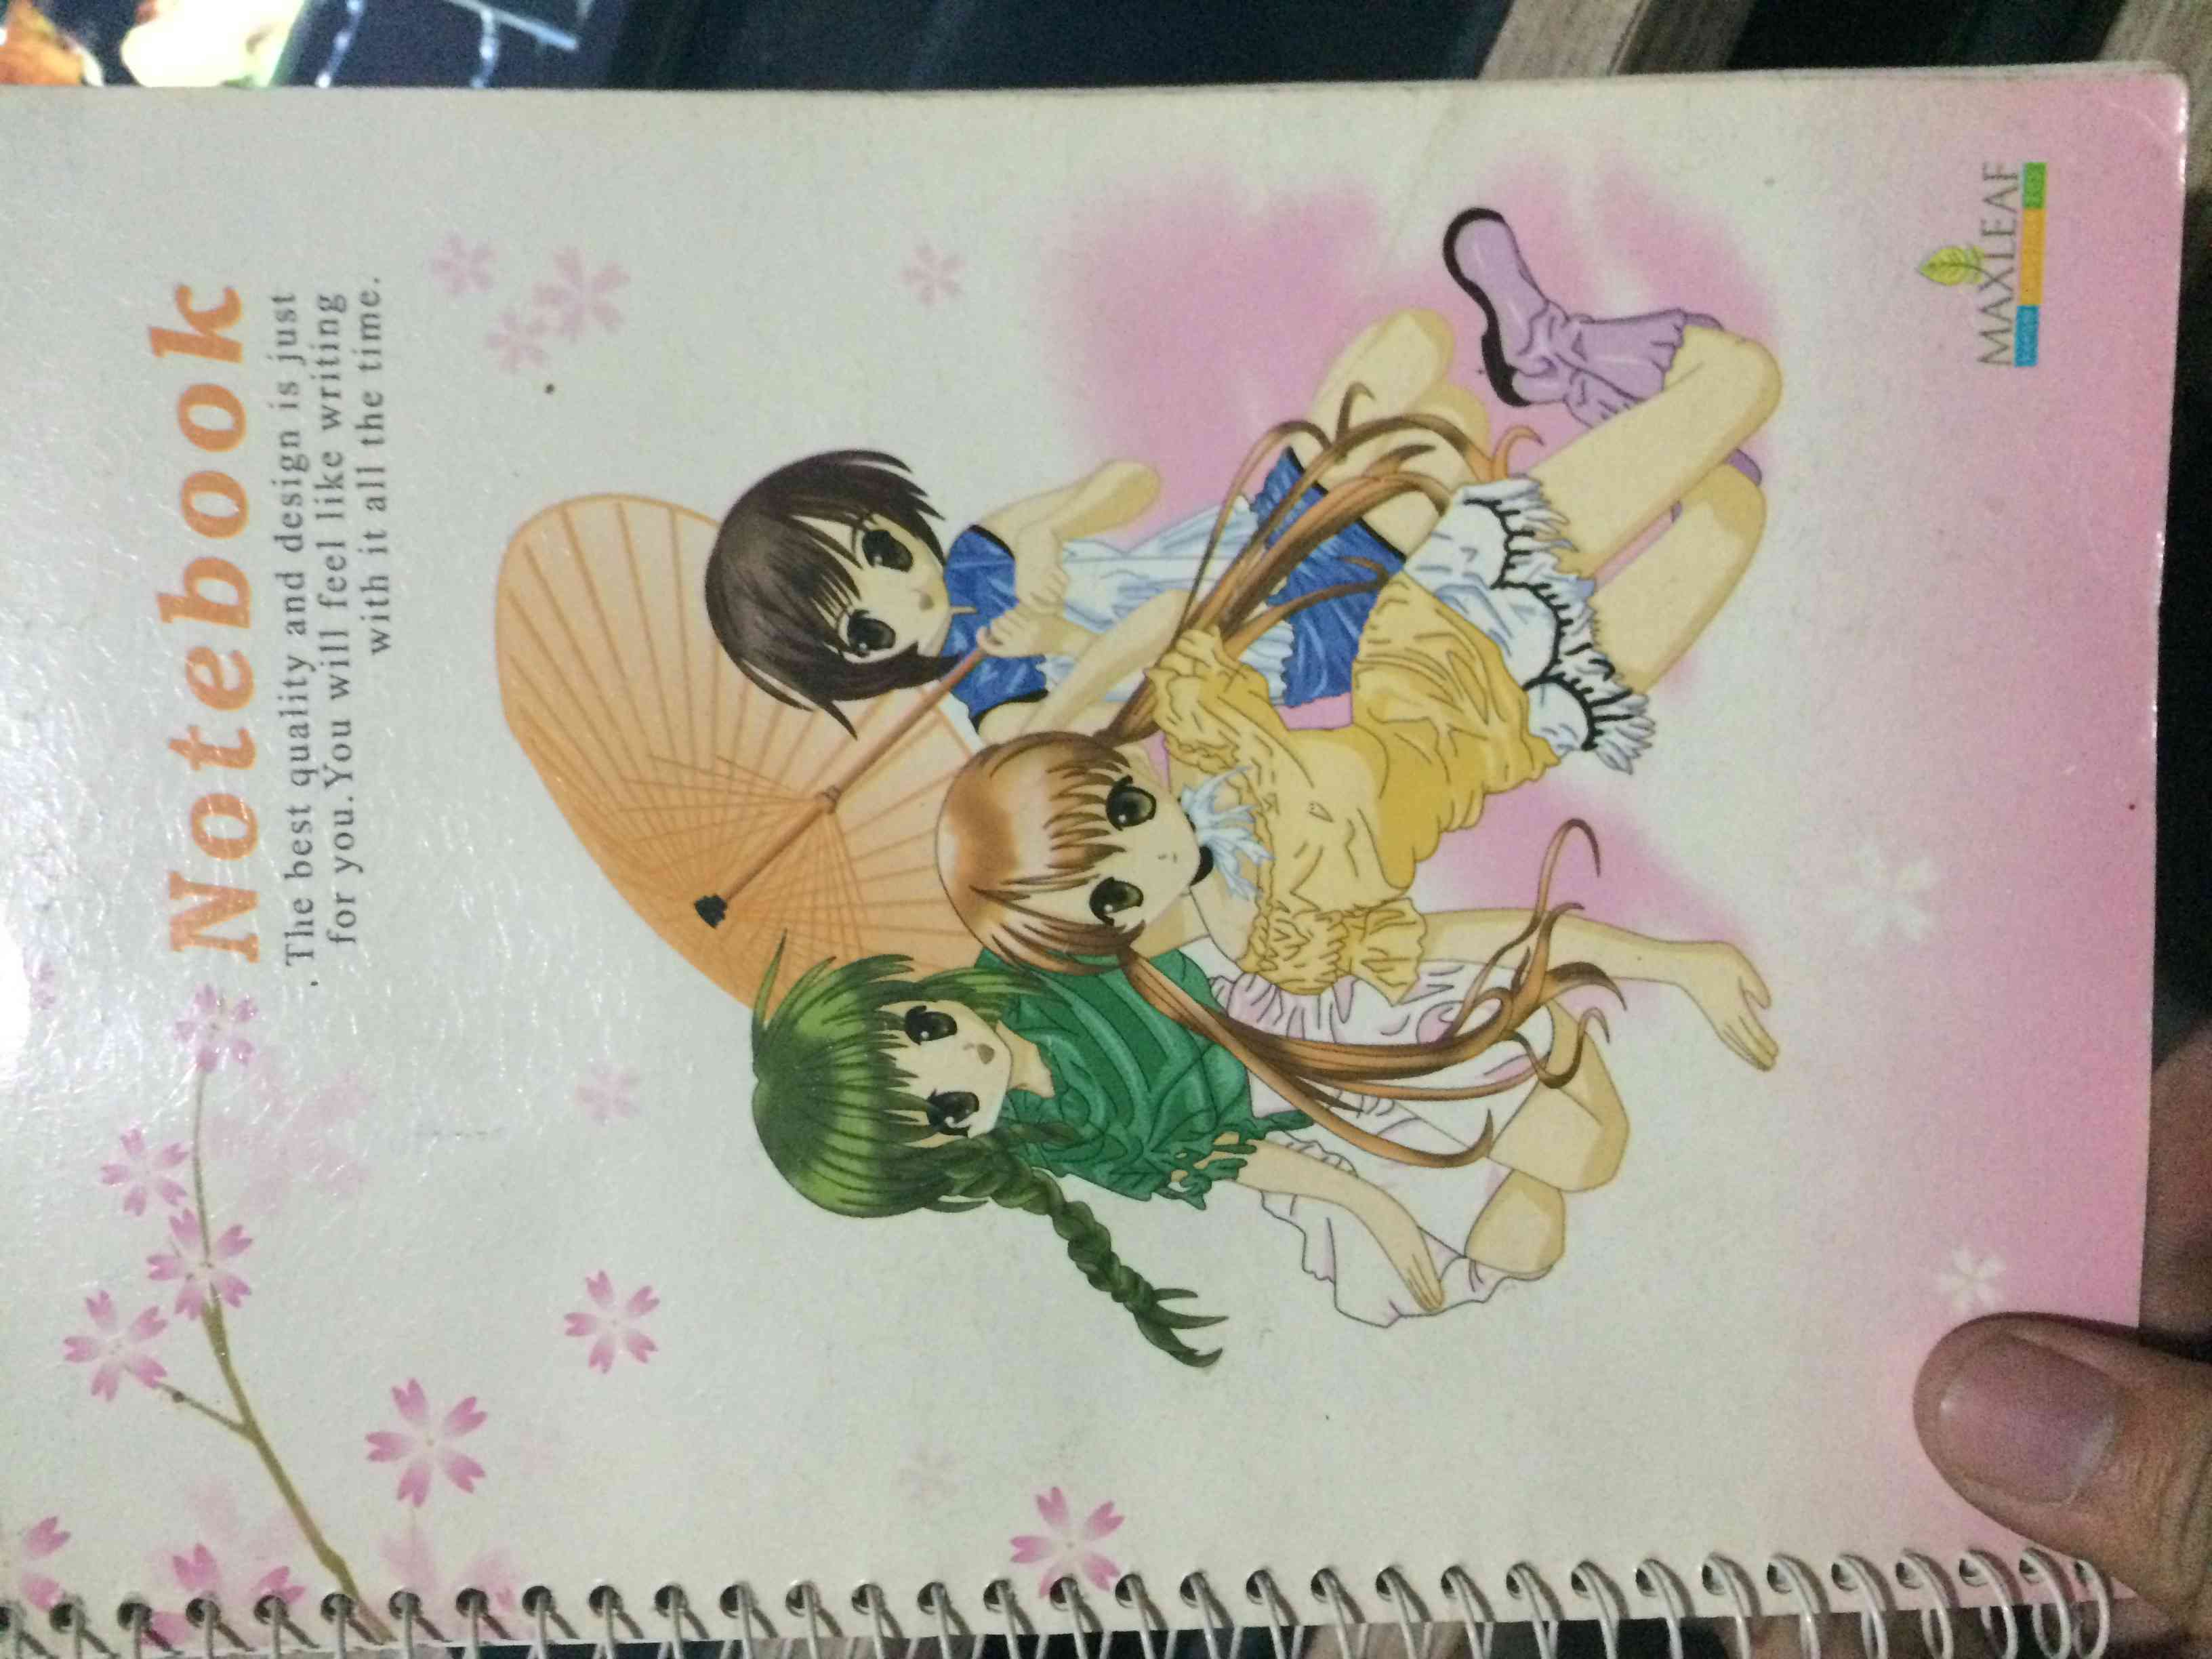 Notebook
The best quality and design is just
for you.You will feel like writing
with it all the time.
MAXLEAF